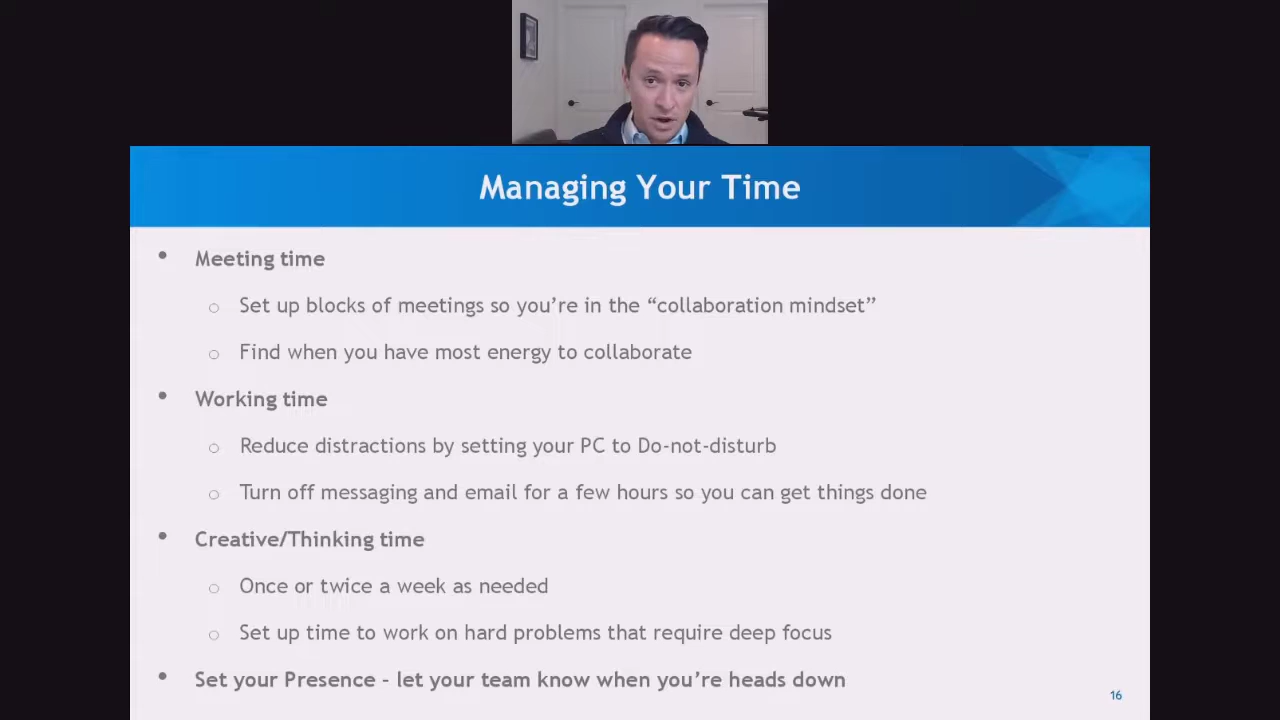 Managing Your Time
• Meeting time
o Set up blocks of meetings so you’re in the “collaboration mindset”
o Find when you have most energy to collaborate
• Working time
o Reduce distractions by setting your PC to Do-not-disturb
o Turn off messaging and email for a few hours so you can get things done
• Creative/Thinking time
o Once or twice a week as needed
o Set up time to work on hard problems that require deep focus
• Set your Presence – let your team know when you’re heads down
16